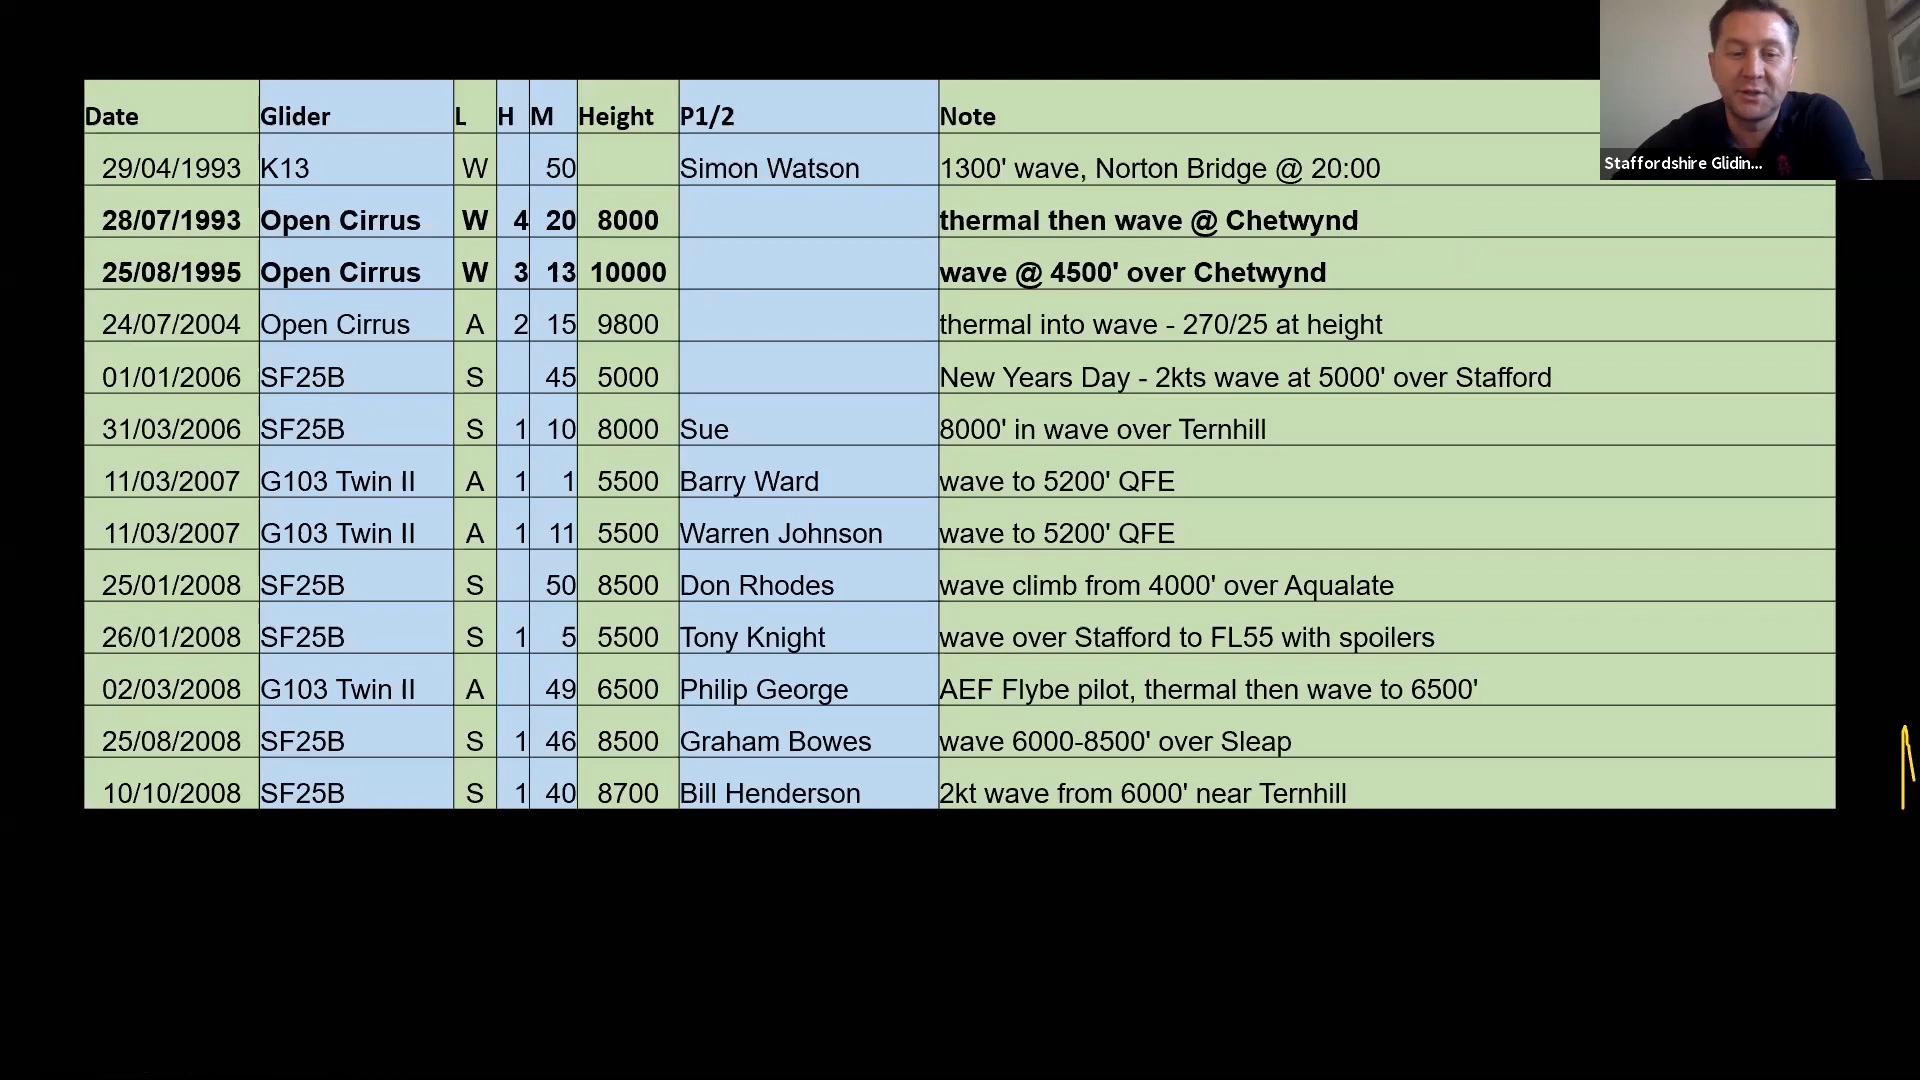 Date Glider L H M Height P1/2 Note
29/04/1993 K13 W 50 Simon Watson 1300' wave, Norton Bridge @ 20:00
28/07/1993 Open Cirrus W 4 20 8000 thermal then wave @ Chetwynd
25/08/1995 Open Cirrus W 3 13 10000 wave @ 4500' over Chetwynd
24/07/2004 Open Cirrus A 2 15 9800 thermal into wave - 270/25 at height
01/01/2006 SF25B S 45 5000 New Years Day - 2kts wave at 5000' over Stafford
31/03/2006 SF25B S 1 10 8000 Sue 8000' in wave over Ternhill
11/03/2007 G103 Twin II A 1 1 5500 Barry Ward wave to 5200' QFE
11/03/2007 G103 Twin II A 1 11 5500 Warren Johnson wave to 5200' QFE
25/01/2008 SF25B S 50 8500 Don Rhodes wave climb from 4000' over Aqualate
26/01/2008 SF25B S 1 5 5500 Tony Knight wave over Stafford to FL55 with spoilers
02/03/2008 G103 Twin II A 49 6500 Philip George AEF Flybe pilot, thermal then wave to 6500'
25/08/2008 SF25B S 1 46 8500 Graham Bowes wave 6000-8500' over Sleap
10/10/2008 SF25B S 1 40 8700 Bill Henderson 2kt wave from 6000' near Ternhill
Staffordshire Glidin...